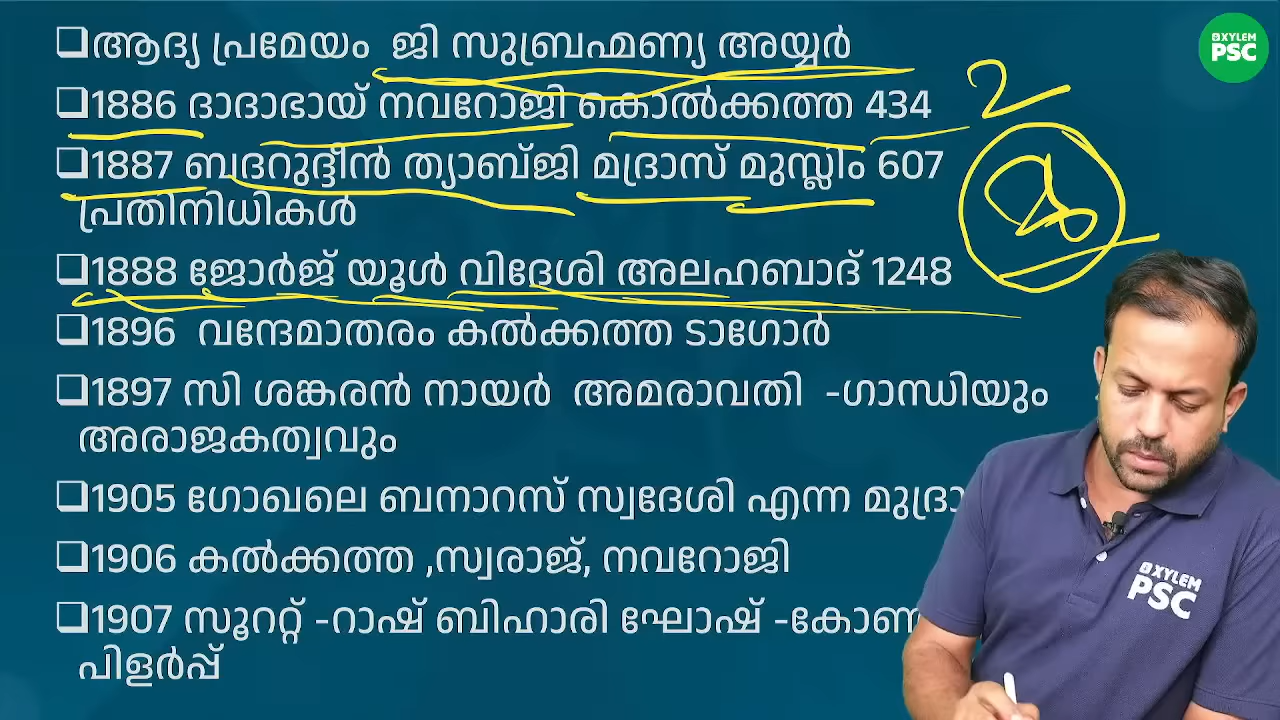 ❑ആദ്യ പ്രമേയം ജി സുബ്രഹ്മണ്യ അയ്യർ
❑1886 ദാദാഭായ് നവറോജി കൊൽക്കത്ത 434
❑1887 ബദറുദ്ദീൻ ത്യാബ്ജി മദ്രാസ് മുസ്ലിം 607
പ്രതിനിധികൾ
❑1888 ജോർജ് യൂൾ വിദേശി അലഹബാദ് 1248
❑1896 വന്ദേമാതരം കൽക്കത്ത ടാഗോർ
❑1897 സി ശങ്കരൻ നായർ അമരാവതി -ഗാന്ധിയും
അരാജകത്വവും
❑1905 ഗോഖലെ ബനാറസ് സ്വദേശി എന്ന
❑1906 കൽക്കത്ത ,സ്വരാജ്, നവറോജി
❑1907 സൂററ്റ് -റാഷ് ബിഹാരി ഘോഷ്
പിളർപ്പ്
2
XYLEM
PSC
XYLEM
PSC